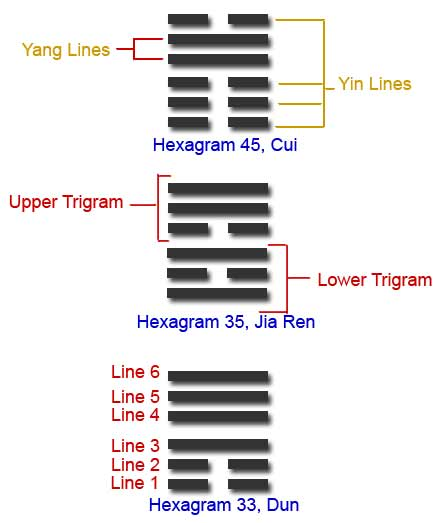 Yang Lines
Yin Lines
Hexagram 45, Cui
Upper Trigram
Lower Trigram
Hexagram 35, Jia Ren
Line 6
Line 5
Line 4
Line 3
Line 2
Line 1
Hexagram 33, Dun